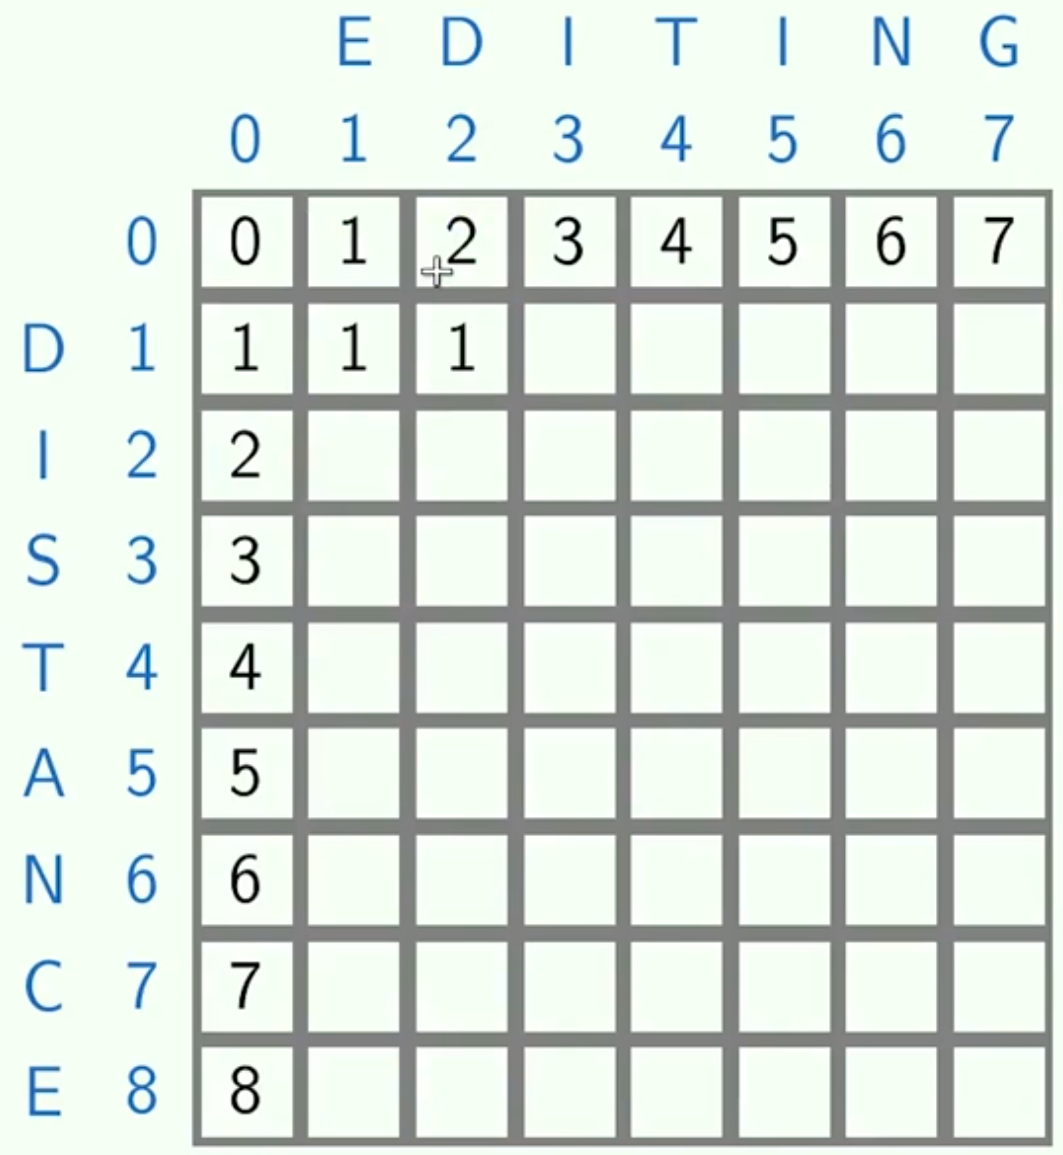 E D I T I N G
0 1 2 3 4 5 6 7
0 0 1 2 3 4 5 6 7
D 1 1 1 1
I 2 2
S 3 3
T 4 4
A 5 5
N 6 6
C 7 7
E 8 8